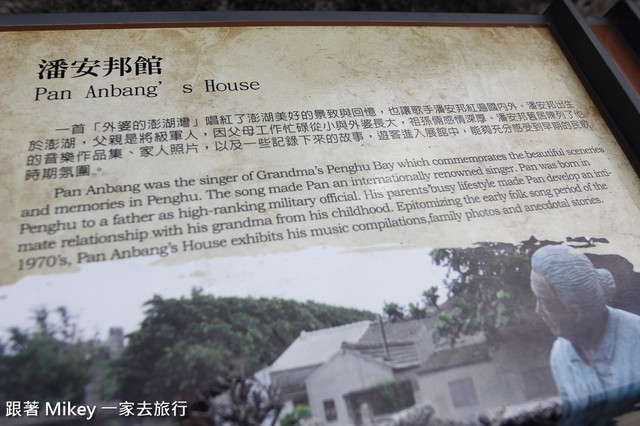 潘安邦館
Pan Anbang's House
一首「外婆的澎湖灣」唱紅了澎湖美好的景致與回憶，也讓歌手潘安邦紅遍國內外。潘安邦出生
於澎湖，父親是將級軍人，因父母工作忙碌從小與外婆長大，祖孫倆感情深厚。潘安邦舊居陳列了他
的音樂作品集、家人照片，以及一些記錄下來的故事，遊客進入展館中，能夠充分感受到早期的民歌
時期氛圍。
Pan Anbang was the singer of Grandma's Penghu Bay which commemorates the beautiful sceneries
and memories in Penghu. The song made Pan an internationally renowned singer. Pan was born in
Penghu to a father as high-ranking military official. His parents'busy lifestyle made Pan develop an inti-
mate relationship with his grandma from his childhood. Epitomizing the early folk song period of the
1970's, Pan Anbang's House exhibits his music compilations,family photos and anecdotal stories.
跟著 Mikey 一家去旅行